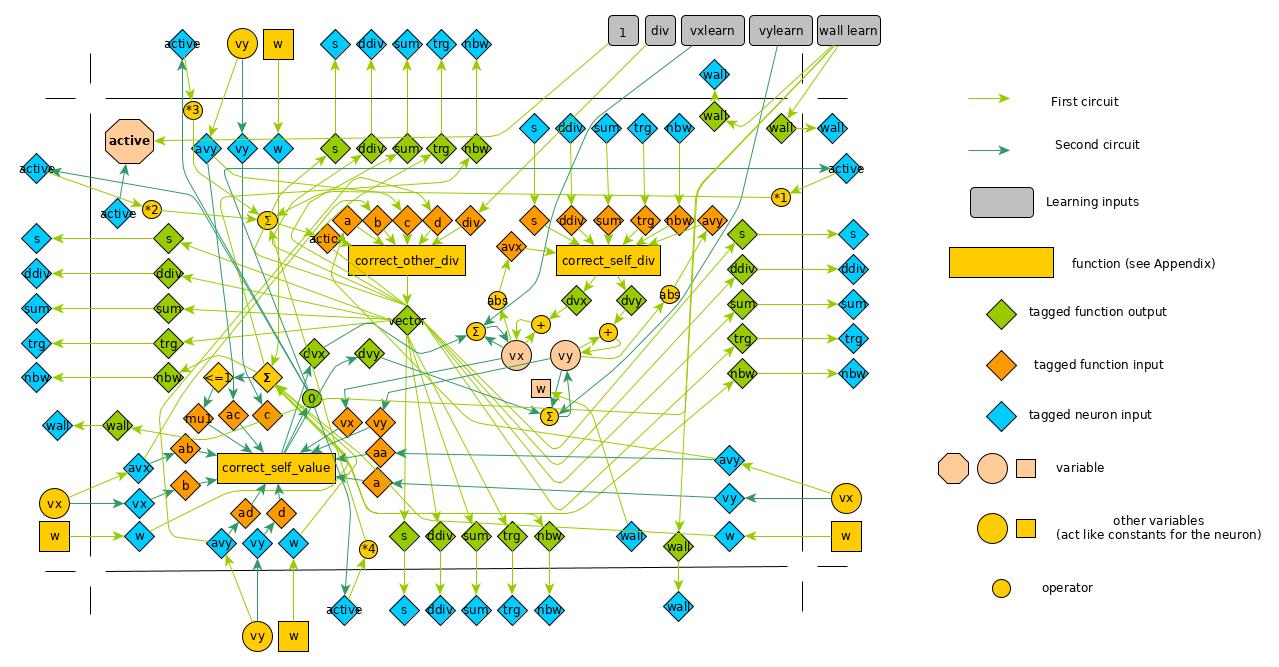 1 div vxlearn vylearn wall learn
active vy w s ddiv sum trg nbw
wall
*3 wall
active avy vy w s ddiv sum trg nbw s ddiv sum trg nbw wall wall
active active
active *2 Σ *1
a b c d div s ddiv sum trg nbw avy
s s actio avx s s
correct_other_div correct_self_div
ddiv ddiv ddiv ddiv
abs dvx dvy abs
sum sum sum sum
vector Σ + +
trg trg trg trg
dvx dvy vx vy
nbw nbw <=1 Σ nbw nbw
w
0
mu1 ac c vx vy Σ
wall wall
ab aa
avx correct_self_value avy
b a
vx vx vy vx
ad d
w w s ddiv sum trg nbw wall w w
avy vy w *4 wall
active s ddiv sum trg nbw wall
vy w
First circuit
Second circuit
Learning inputs
function (see Appendix)
tagged function output
tagged function input
tagged neuron input
variable
other variables
(act like constants for the neuron)
operator